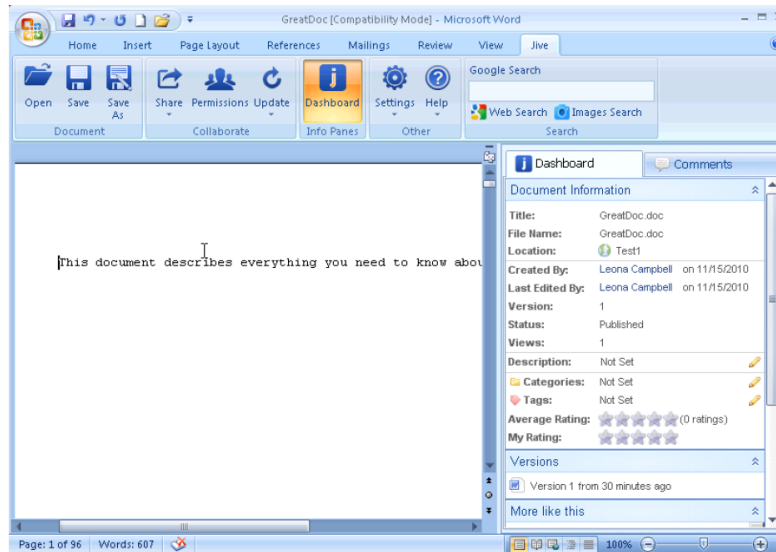 GreatDoc [Compatibility Mode] - Microsoft Word
Home Insert Page Layout References Mailings Review View Jive
Google Search
Open Save Save As Share Permissions Update Dashboard Settings Help
Web Search Images Search
Document Collaborate Info Panes Other Search
Dashboard Comments
Document Information
Title: GreatDoc.doc
File Name: GreatDoc.doc
Location: Test1
This document describes everything you need to know abou
Created By: Leona Campbell on 11/15/2010
Last Edited By: Leona Campbell on 11/15/2010
Version: 1
Status: Published
Views: 1
Description: Not Set
Categories: Not Set
Tags: Not Set
Average Rating: (0 ratings)
My Rating:
Versions
Version 1 from 30 minutes ago
More like this
Page: 1 of 96 Words: 607 100%